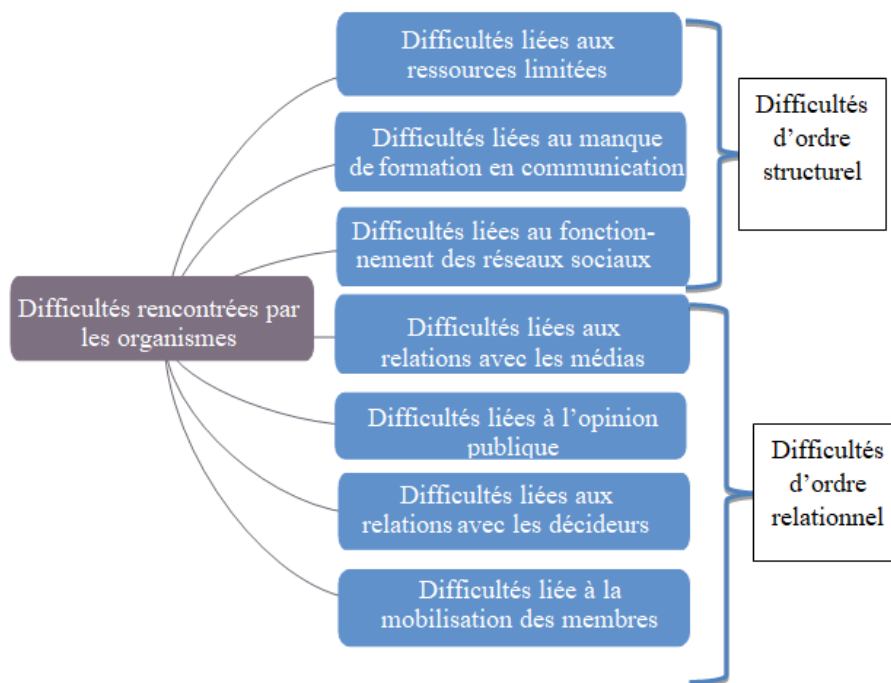 Difficultés rencontrées par
les organismes
Difficultés liées aux
ressources limitées
Difficultés liées au manque
de formation en communication
Difficultés liées au fonction-
nement des réseaux sociaux
Difficultés liées aux
relations avec les médias
Difficultés liées à l’opinion
publique
Difficultés liées aux
relations avec les décideurs
Difficultés liée à la
mobilisation des membres
Difficultés
d’ordre
structurel
Difficultés
d’ordre
relationnel